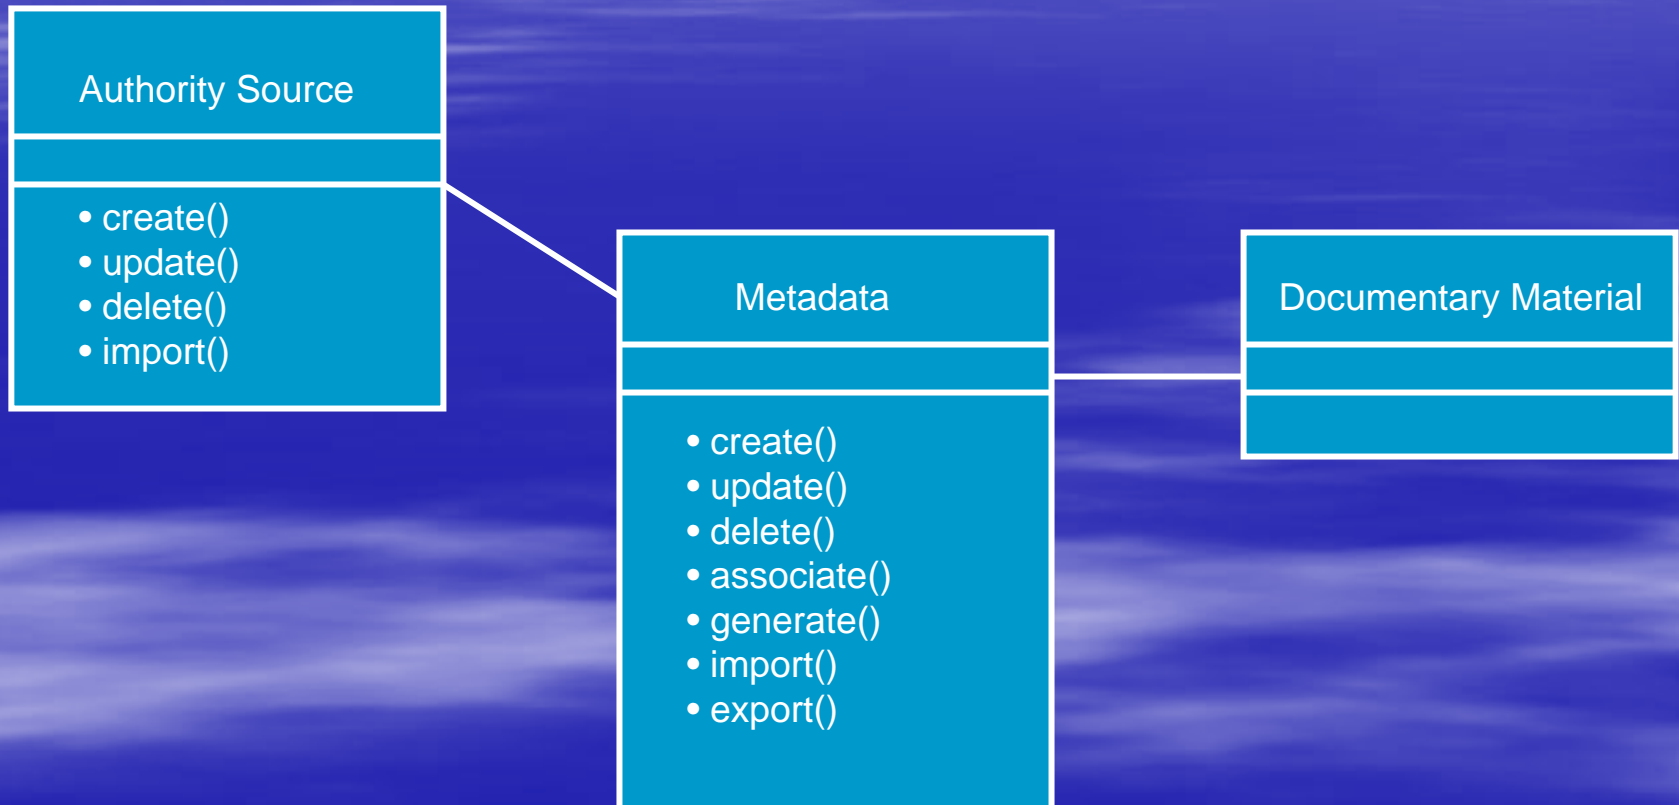 Authority Source
• create()
• update()
• delete()
• import()
Metadata
• create()
• update()
• delete()
• associate()
• generate()
• import()
• export()
Documentary Material